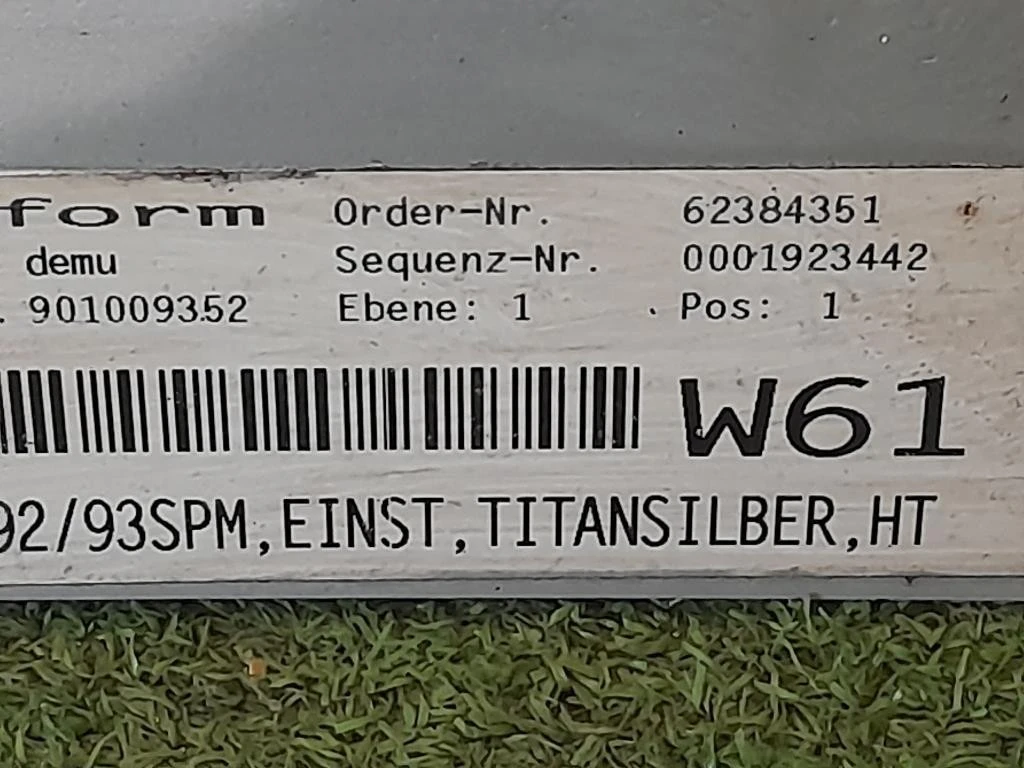 form Order-Nr. 62384351
demu Sequenz-Nr. 0001923442
. 901009352 Ebene: 1 Pos: 1
W61
92/93SPM,EINST,TITANSILBER,HT